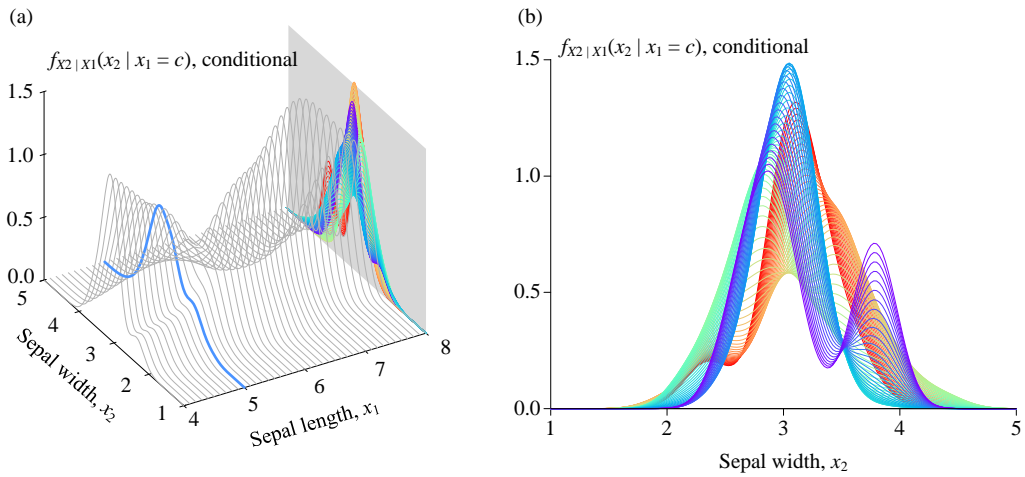 (a)
f_{X2 | X1}(x_2 | x_1 = c), conditional
1.5
1.0
0.5
0.0
5
4
3
2
1
Sepal width, x_2
4
5
6
7
8
Sepal length, x_1
(b)
f_{X2 | X1}(x_2 | x_1 = c), conditional
1.5
1.0
0.5
0.0
1 2 3 4 5
Sepal width, x_2